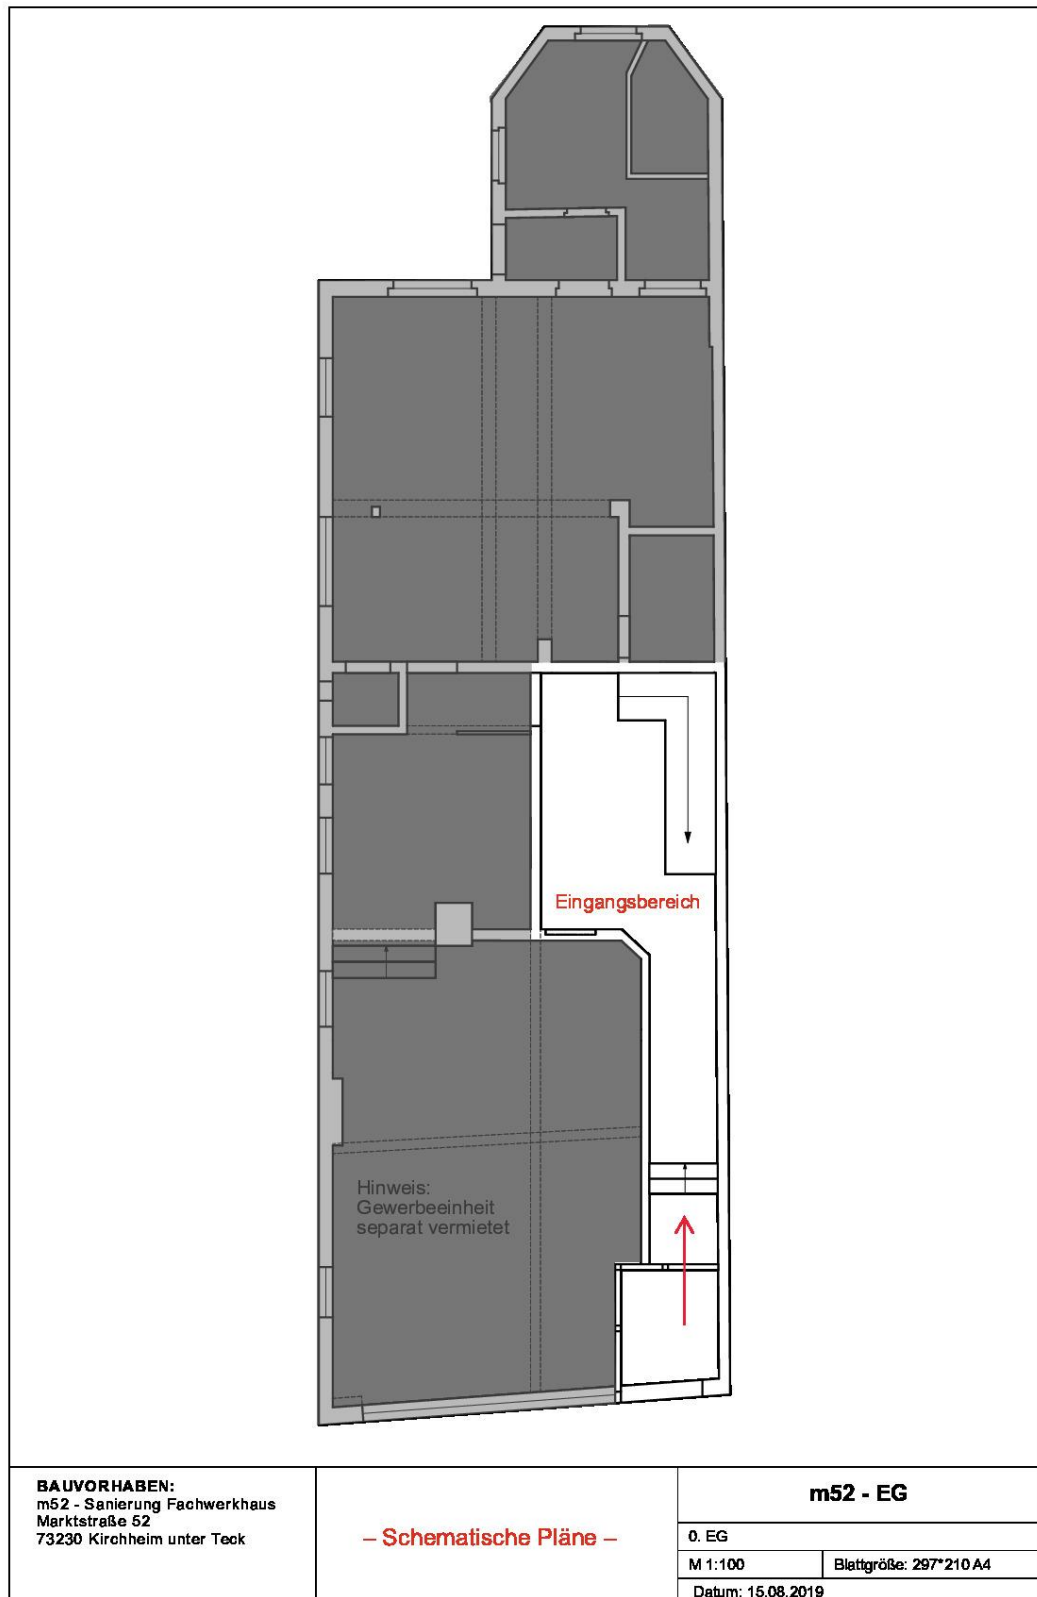 Eingangsbereich
Hinweis:
Gewerbeeinheit
separat vermietet
BAUVORHABEN:
m52 - Sanierung Fachwerkhaus
Marktstraße 52
73230 Kirchheim unter Teck
– Schematische Pläne –
m52 - EG
0. EG
M 1:100
Blattgröße: 297*210 A4
Datum: 15.08.2019